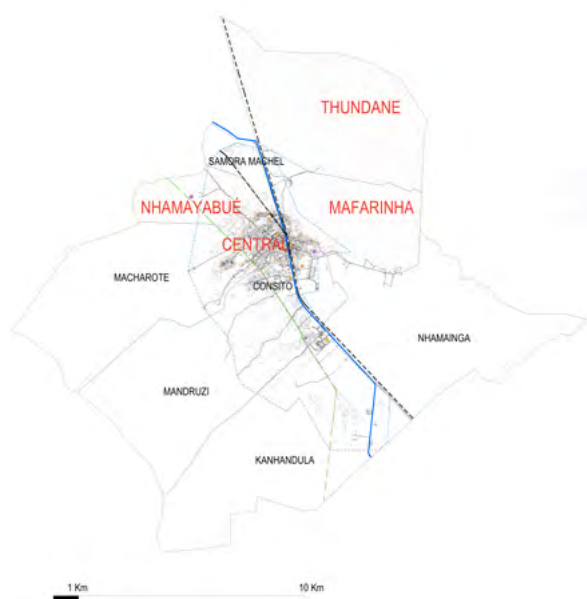 THUNDANE
SAMORA MACHEL
NHAMAYABUÉ
MAFARINHA
CENTRAL
MACHAROTE
CONSITO
NHAMAINGA
MANDRUZI
KANHANDULA
1 Km
10 Km